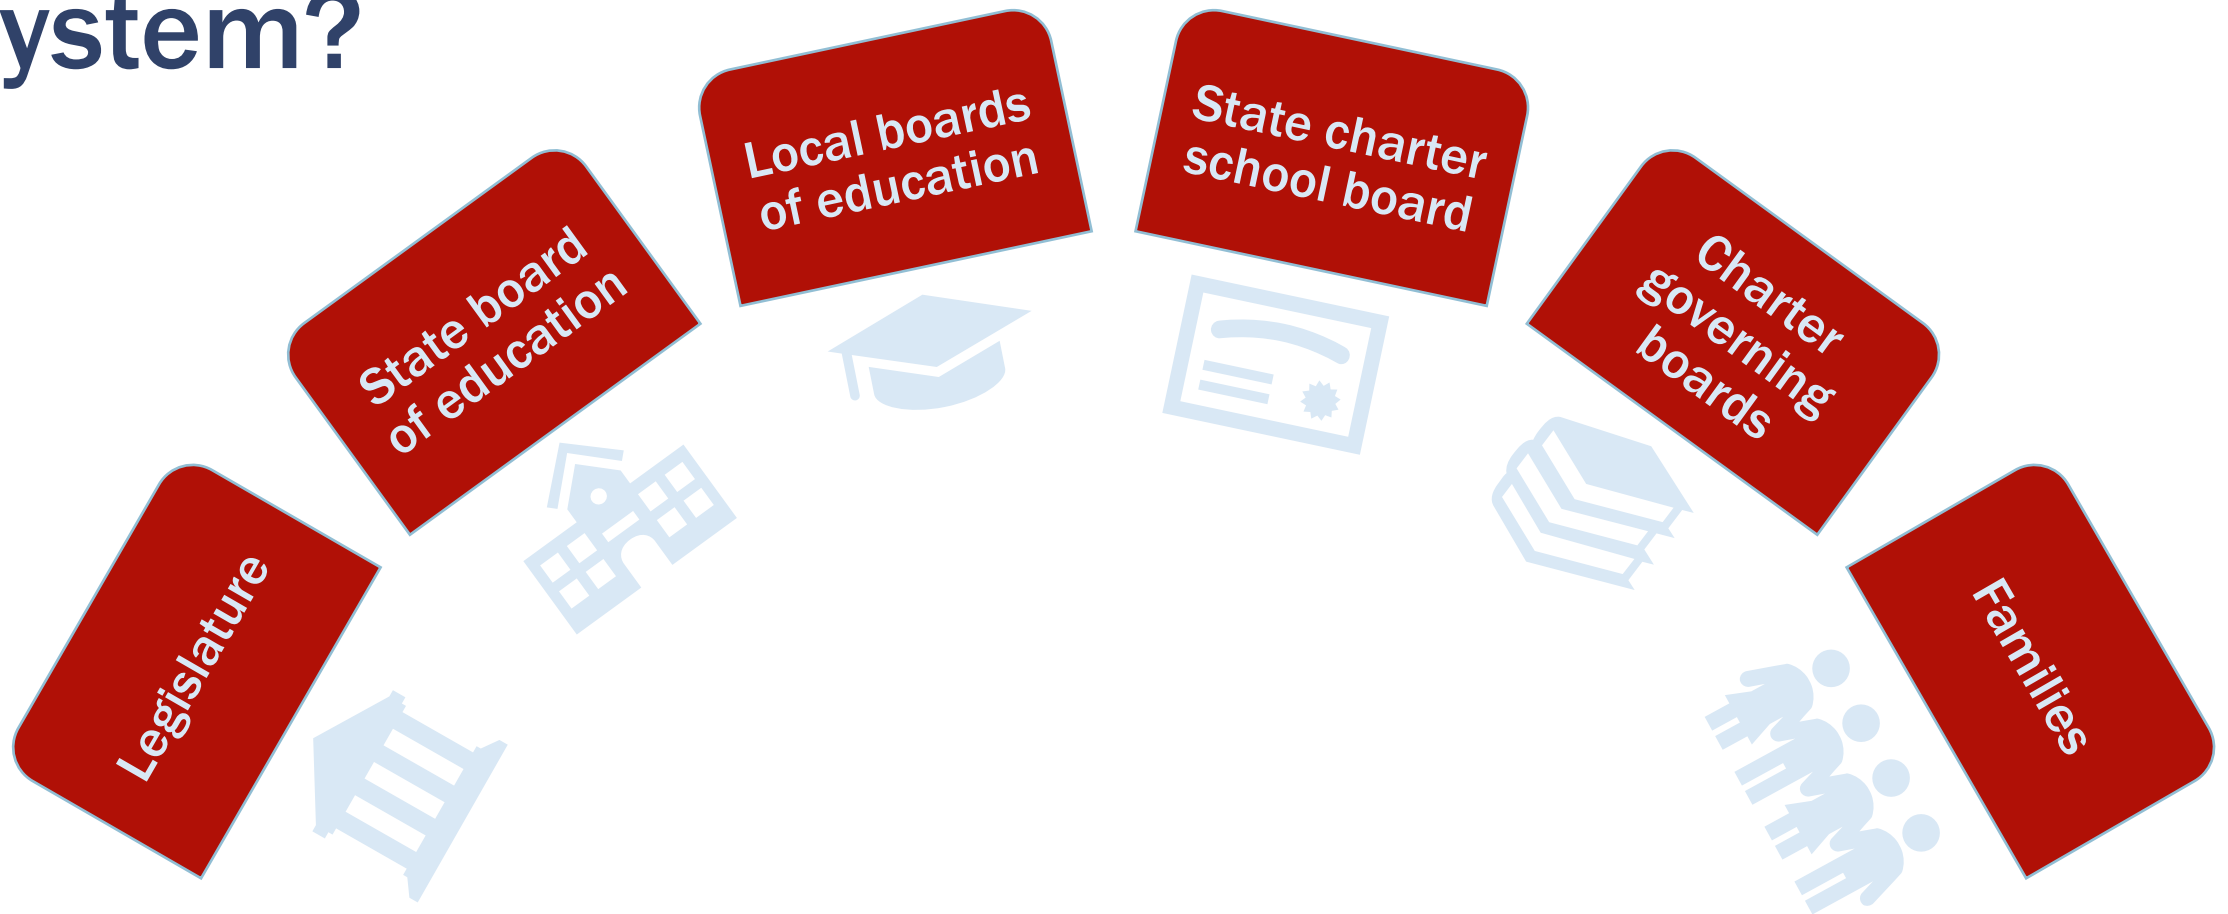 ystem?
Legislature
State board
of education
Local boards
of education
State charter
school board
Charter
governing
boards
Families